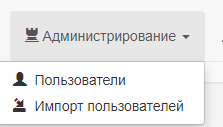 Администрирование
Пользователи
Импорт пользователей